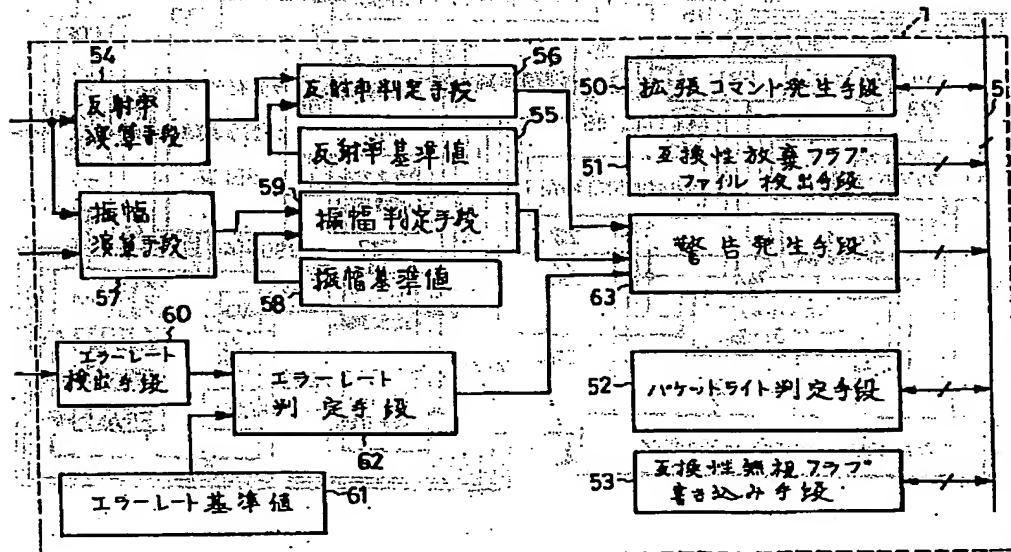 7
54
反射率
演算手段
56
反射率判定手段
55
反射率基準値
50
拡張コマンド発生手段
5
51
互換性放棄フラグ
ファイル検出手段
57
振幅
演算手段
59
振幅判定手段
58
振幅基準値
63
警告発生手段
60
エラーレート
検出手段
62
エラーレート
判定手段
61
エラーレート基準値
52
パケットライト判定手段
53
互換性無視フラグ
書き込み手段